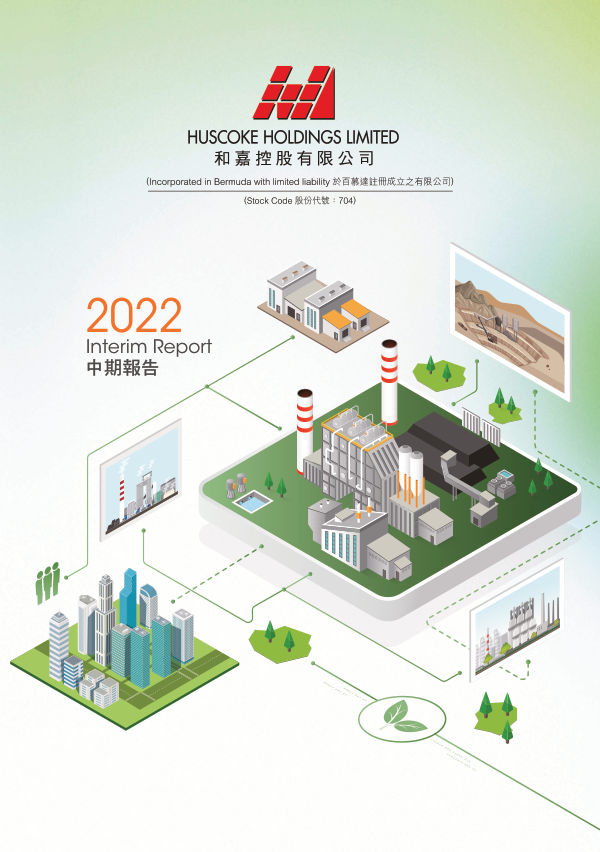 HUSCOKE HOLDINGS LIMITED
和嘉控股有限公司
(Incorporated in Bermuda with limited liability 於百慕達註冊成立之有限公司)
(Stock Code 股份代號：704)
2022
Interim Report
中期報告